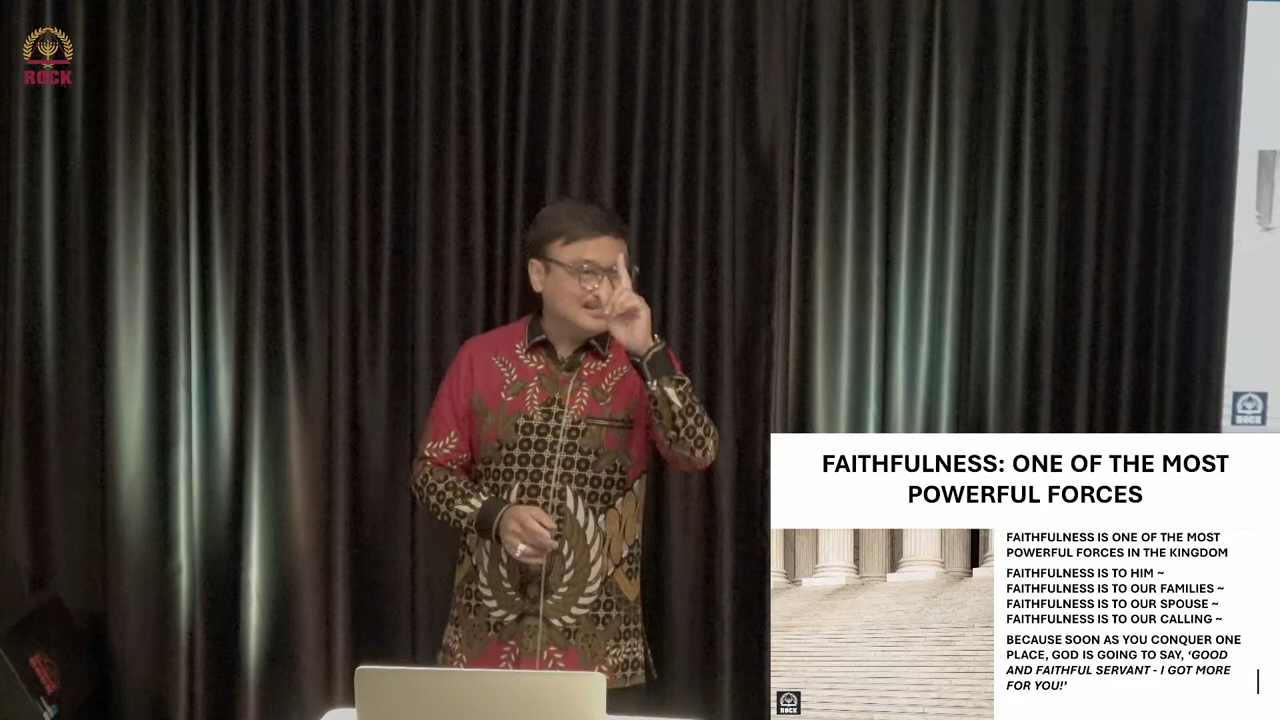 ROCK
ROCK
FAITHFULNESS: ONE OF THE MOST
POWERFUL FORCES
FAITHFULNESS IS ONE OF THE MOST
POWERFUL FORCES IN THE KINGDOM
FAITHFULNESS IS TO HIM ~
FAITHFULNESS IS TO OUR FAMILIES ~
FAITHFULNESS IS TO OUR SPOUSE ~
FAITHFULNESS IS TO OUR CALLING ~
BECAUSE SOON AS YOU CONQUER ONE
PLACE, GOD IS GOING TO SAY, ‘GOOD
AND FAITHFUL SERVANT - I GOT MORE
FOR YOU!’
ROCK